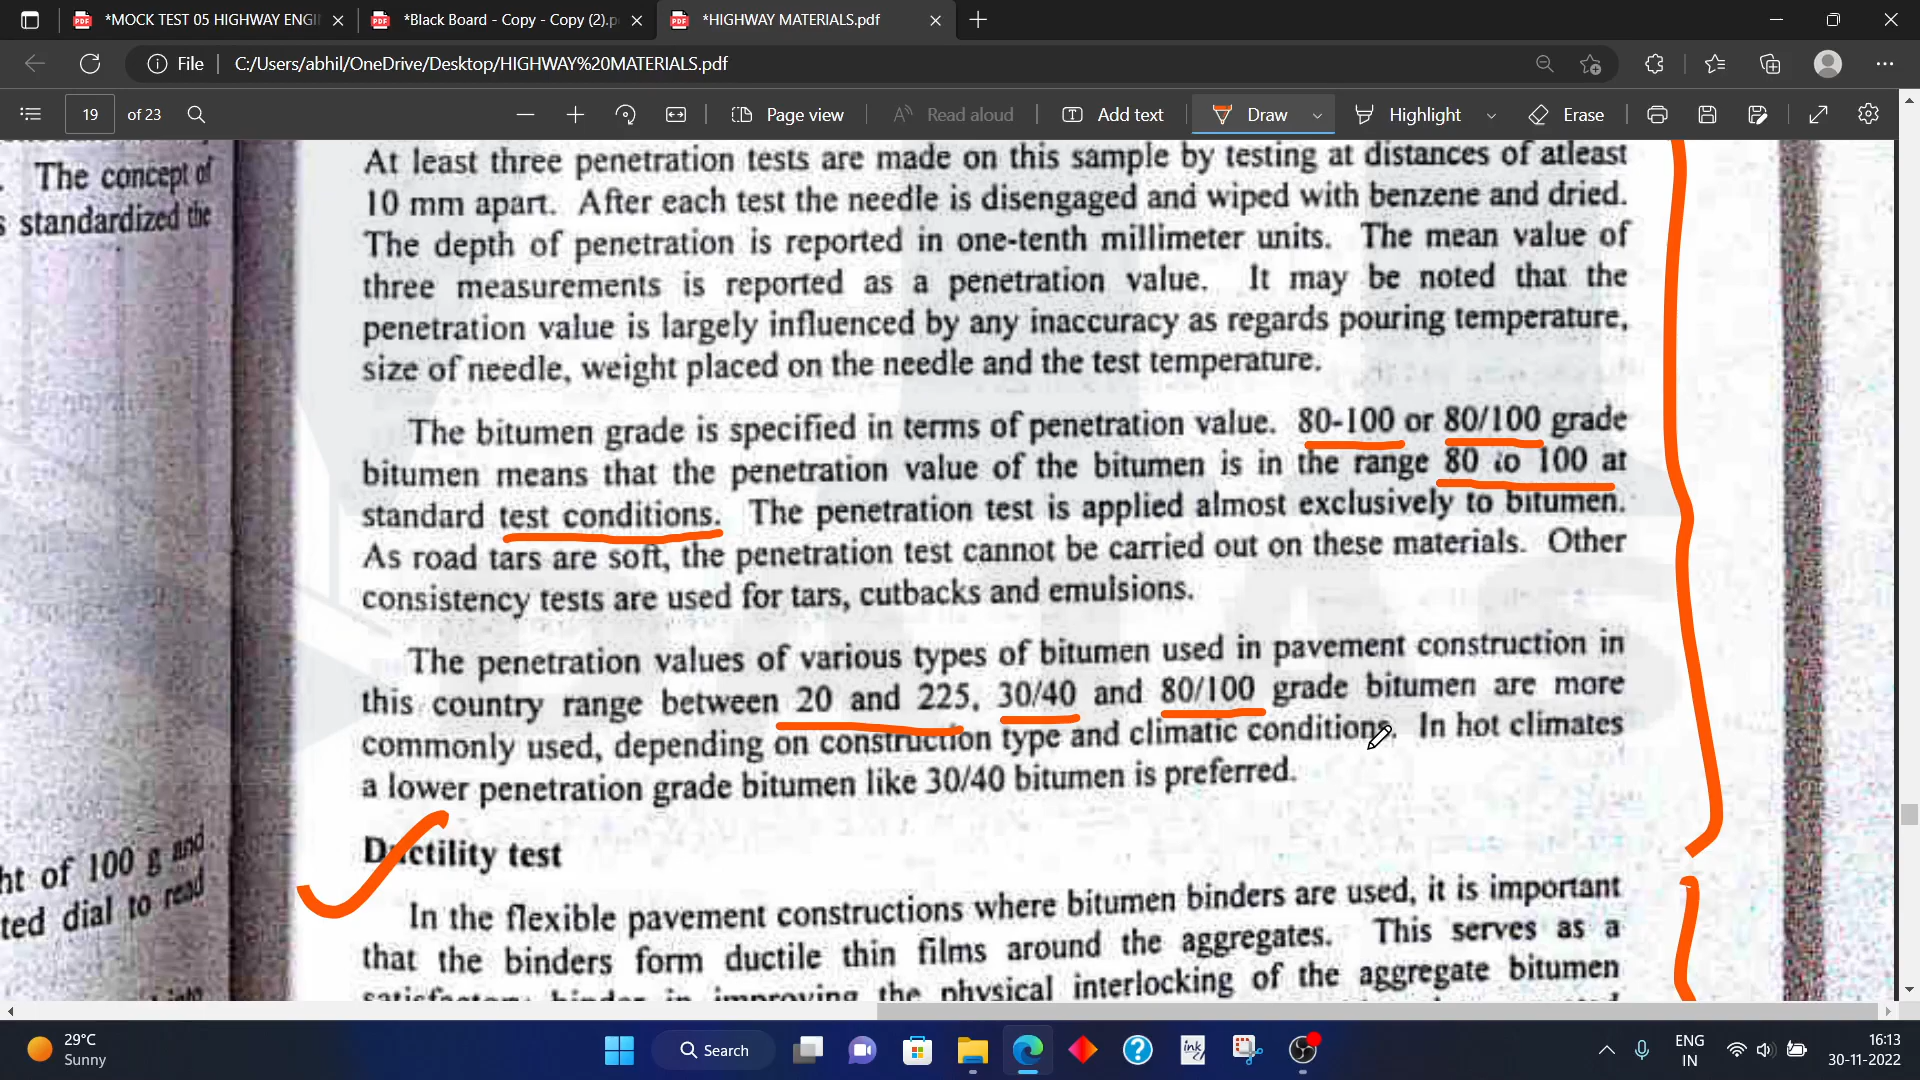 *MOCK TEST 05 HIGHWAY ENGI
*Black Board - Copy - Copy (2).p
*HIGHWAY MATERIALS.pdf
File
C:/Users/abhil/OneDrive/Desktop/HIGHWAY%20MATERIALS.pdf
19 of 23
Page view
Read aloud
Add text
Draw
Highlight
Erase
. The concept of
s standardized the
ht of 100 g and
ted dial to read
At least three penetration tests are made on this sample by testing at distances of atleast
10 mm apart. After each test the needle is disengaged and wiped with benzene and dried.
The depth of penetration is reported in one-tenth millimeter units. The mean value of
three measurements is reported as a penetration value. It may be noted that the
penetration value is largely influenced by any inaccuracy as regards pouring temperature,
size of needle, weight placed on the needle and the test temperature.
The bitumen grade is specified in terms of penetration value. 80-100 or 80/100 grade
bitumen means that the penetration value of the bitumen is in the range 80 to 100 at
standard test conditions. The penetration test is applied almost exclusively to bitumen.
As road tars are soft, the penetration test cannot be carried out on these materials. Other
consistency tests are used for tars, cutbacks and emulsions.
The penetration values of various types of bitumen used in pavement construction in
this country range between 20 and 225, 30/40 and 80/100 grade bitumen are more
commonly used, depending on construction type and climatic conditions. In hot climates
a lower penetration grade bitumen like 30/40 bitumen is preferred.
Ductility test
In the flexible pavement constructions where bitumen binders are used, it is important
that the binders form ductile thin films around the aggregates. This serves as a
satisfactory binder in improving the physical interlocking of the aggregate bitumen
29°C
Sunny
Search
ENG
IN
16:13
30-11-2022